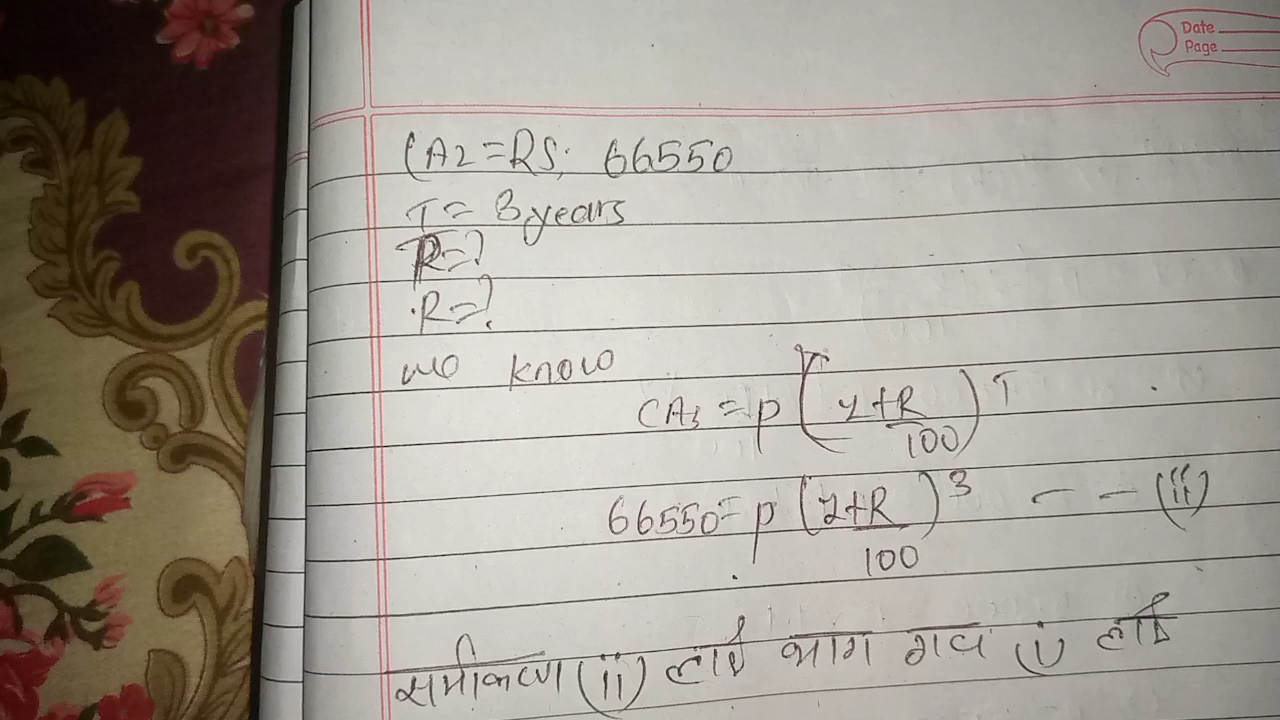 Date
Page
CA2 = RS. 66550
T = 3 years
P = ?
R = ?
we know
CA3 = p (1 + R/100)^T
66550 = p (1 + R/100)^3 - - (ii)
समीकरण (ii) लाई भाग गर्दा (i) लाई